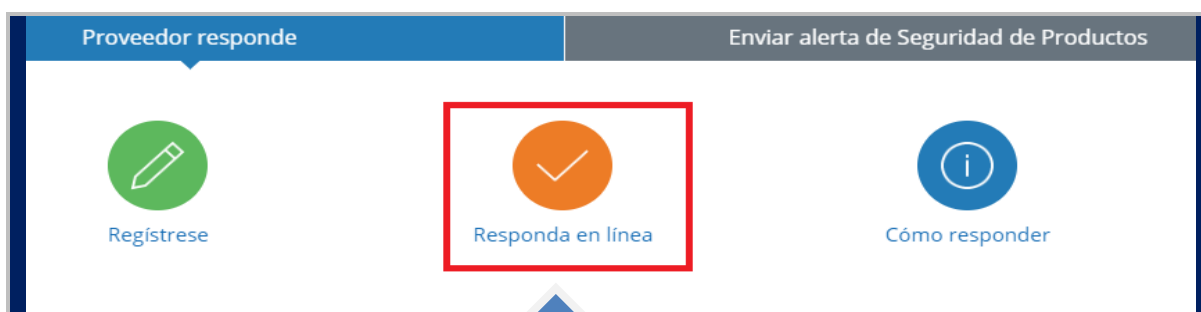 Proveedor responde
Enviar alerta de Seguridad de Productos
Regístrese
Responda en línea
Cómo responder